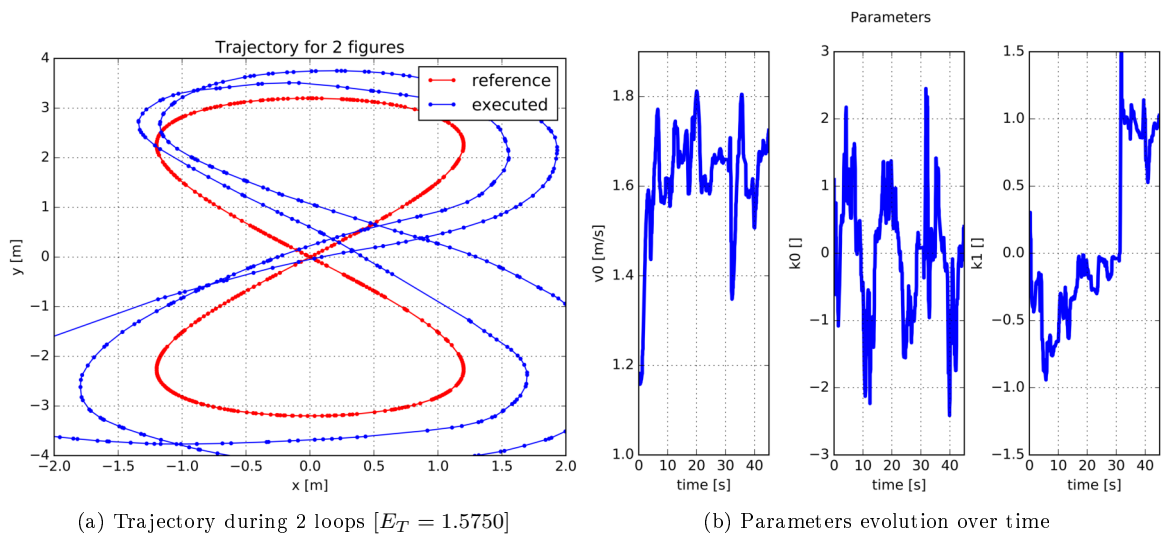 Trajectory for 2 figures
reference
executed
4
3
2
1
0
−1
−2
−3
−4
y [m]
−2.0 −1.5 −1.0 −0.5 0.0 0.5 1.0 1.5 2.0
x [m]
(a) Trajectory during 2 loops [E_T = 1.5750]
Parameters
1.8
1.6
1.4
1.2
1.0
v0 [m/s]
0 10 20 30 40
time [s]
3
2
1
0
−1
−2
−3
k0 []
0 10 20 30 40
time [s]
1.5
1.0
0.5
0.0
−0.5
−1.0
−1.5
k1 []
0 10 20 30 40
time [s]
(b) Parameters evolution over time